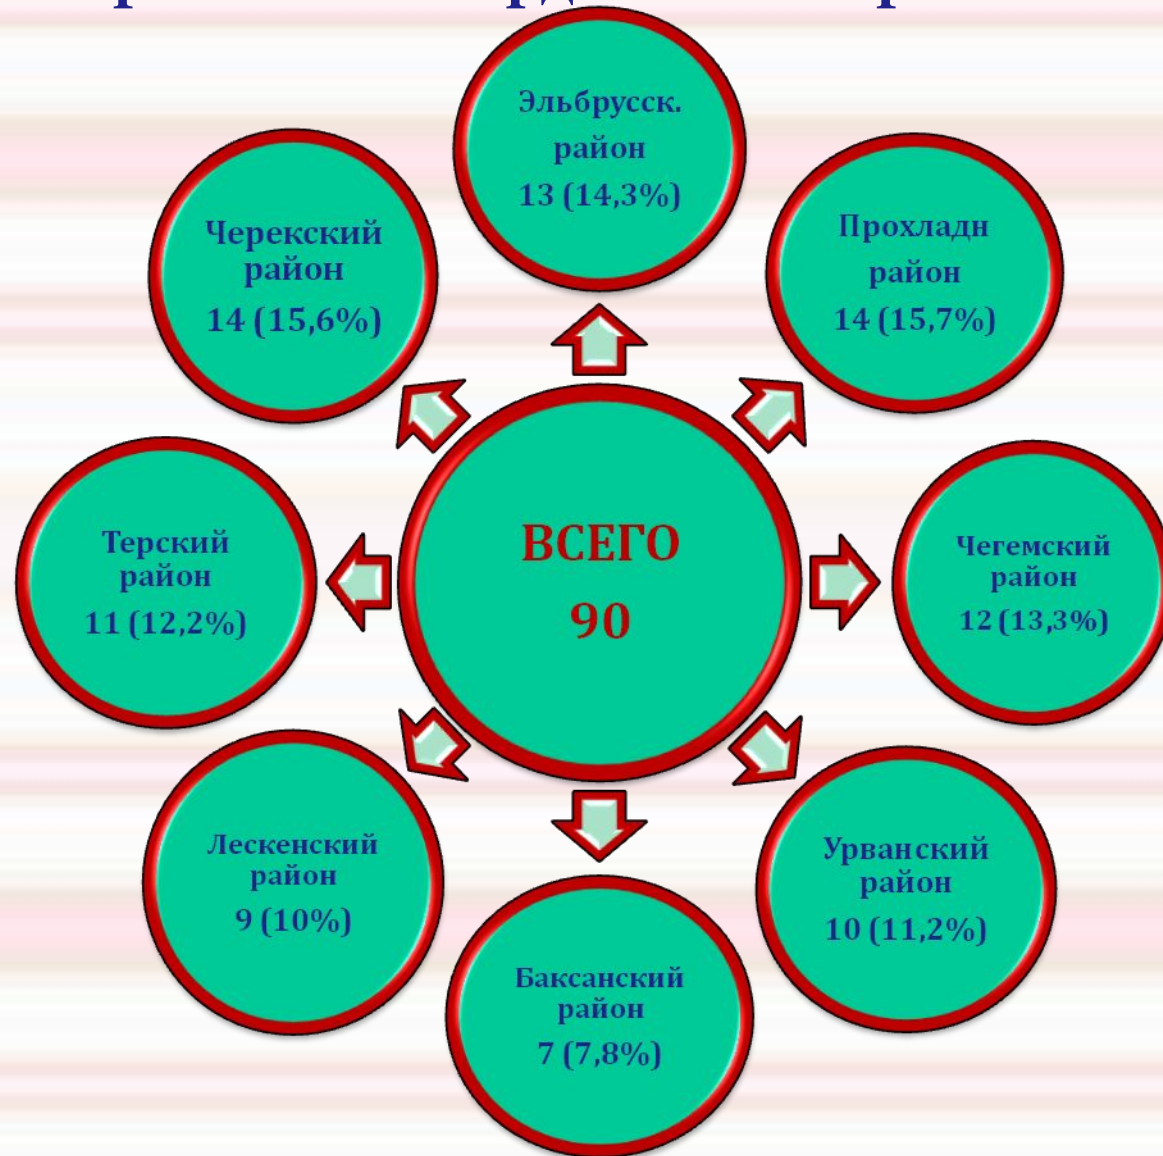 Эльбрусск.
район
13 (14,3%)
Прохладн
район
14 (15,7%)
Чегемский
район
12 (13,3%)
Урванский
район
10 (11,2%)
Баксанский
район
7 (7,8%)
Лескенский
район
9 (10%)
Терский
район
11 (12,2%)
Черекский
район
14 (15,6%)
ВСЕГО
90